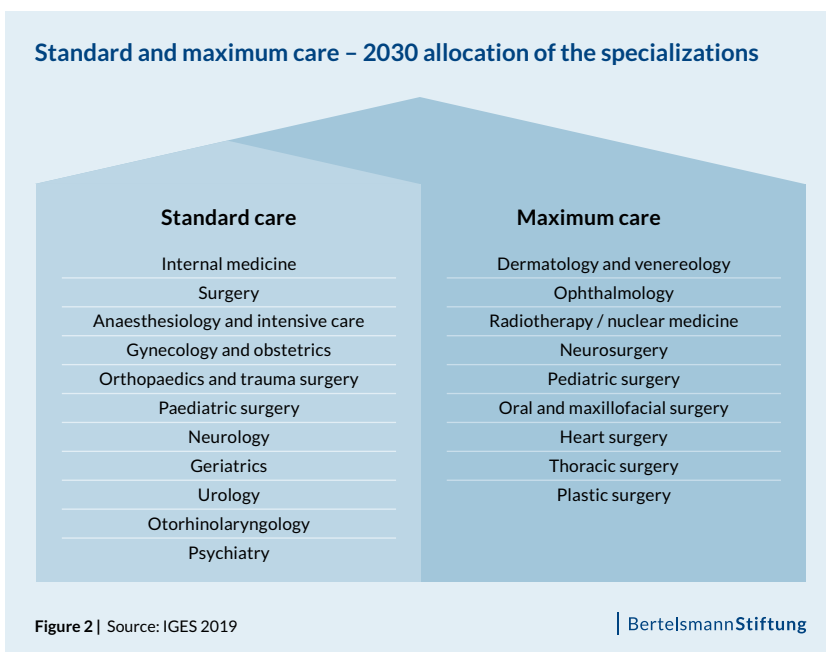 Standard and maximum care – 2030 allocation of the specializations
Standard care
Internal medicine
Surgery
Anaesthesiology and intensive care
Gynecology and obstetrics
Orthopaedics and trauma surgery
Paediatric surgery
Neurology
Geriatrics
Urology
Otorhinolaryngology
Psychiatry
Maximum care
Dermatology and venereology
Ophthalmology
Radiotherapy / nuclear medicine
Neurosurgery
Pediatric surgery
Oral and maxillofacial surgery
Heart surgery
Thoracic surgery
Plastic surgery
Figure 2 | Source: IGES 2019
BertelsmannStiftung